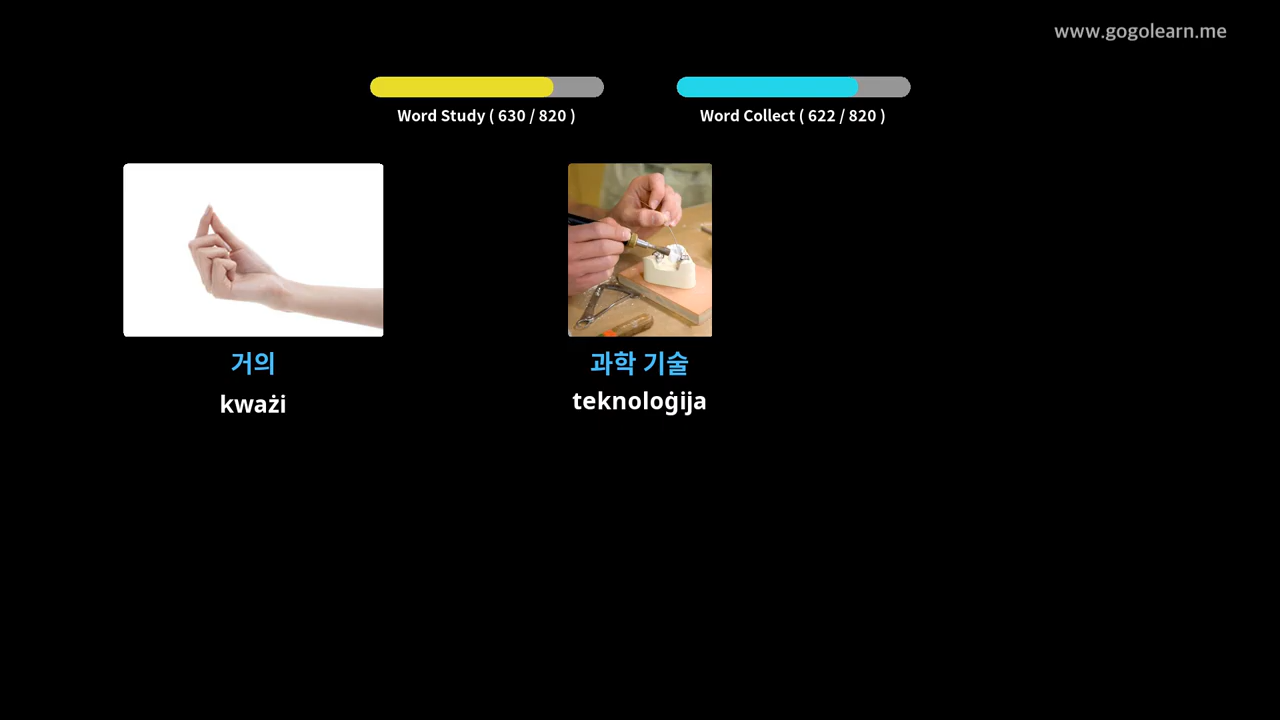 www.gogolearn.me
Word Study ( 630 / 820 )
Word Collect ( 622 / 820 )
거의
kważi
과학 기술
teknoloġija